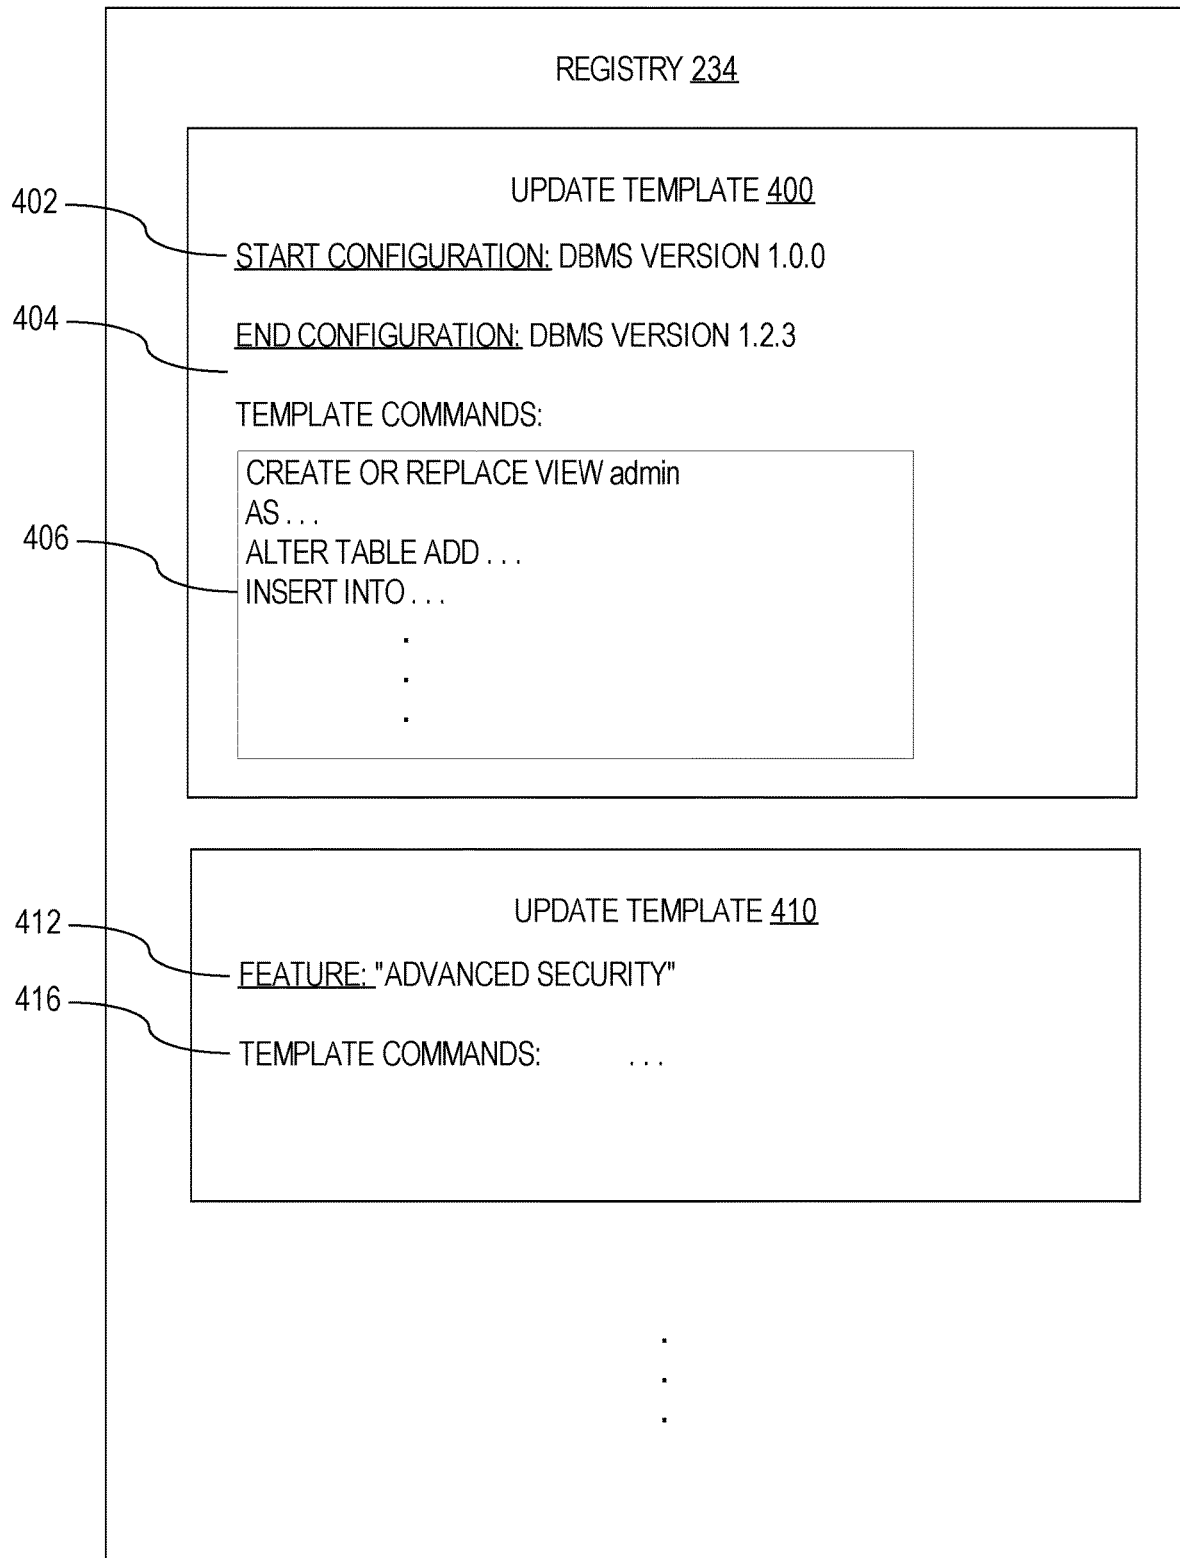 REGISTRY 234
UPDATE TEMPLATE 400
402
START CONFIGURATION: DBMS VERSION 1.0.0
404
END CONFIGURATION: DBMS VERSION 1.2.3
TEMPLATE COMMANDS:
CREATE OR REPLACE VIEW admin
AS . . .
406
ALTER TABLE ADD . . .
INSERT INTO . . .
.
.
.
UPDATE TEMPLATE 410
412
FEATURE: "ADVANCED SECURITY"
416
TEMPLATE COMMANDS: . . .
.
.
.